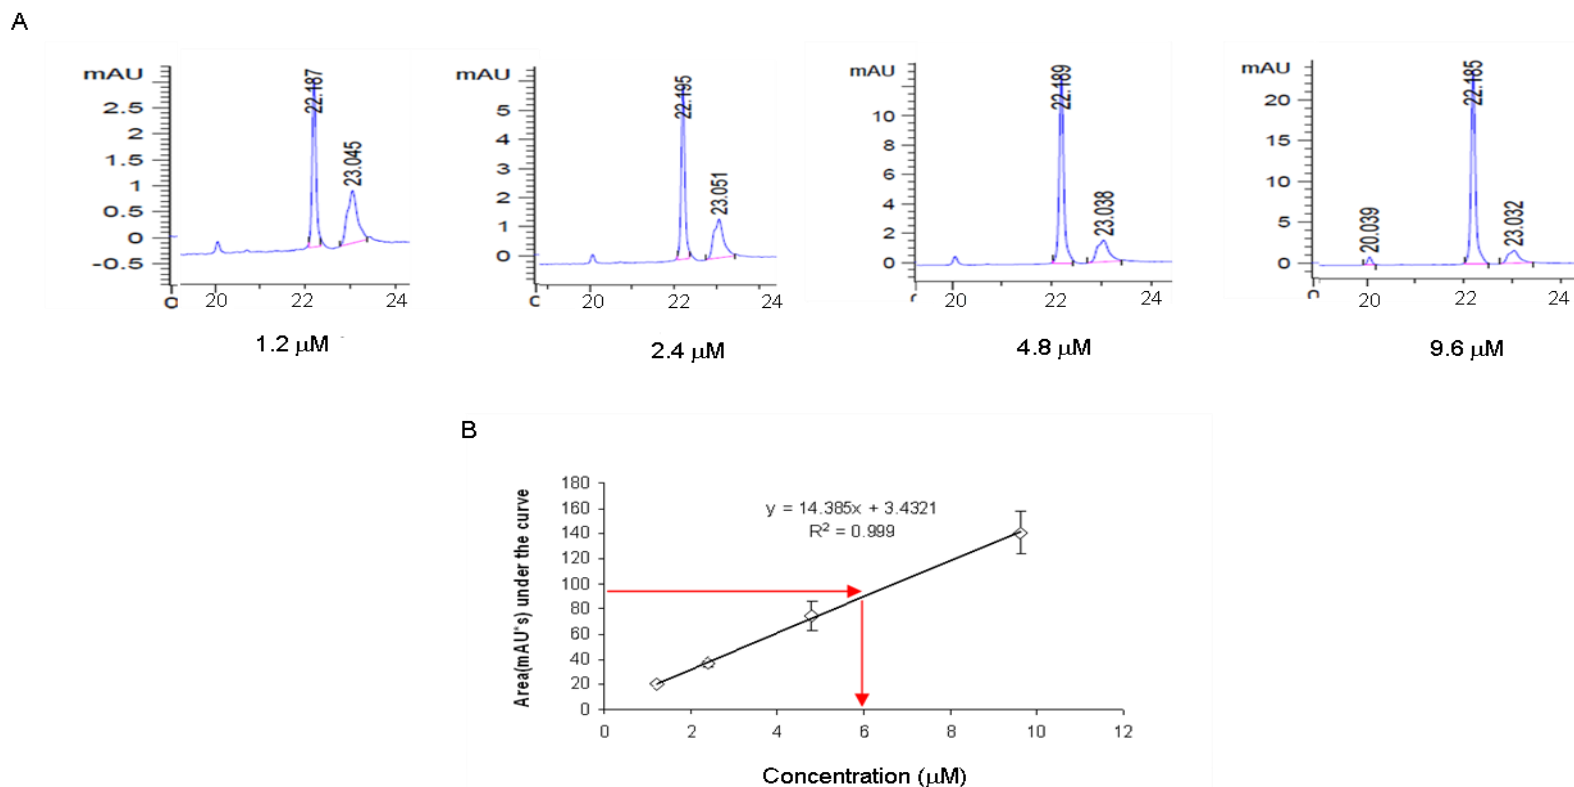 A
mAU
2.5
2
1.5
1
0.5
0
-0.5
22.187
23.045
20 22 24
1.2 μM
mAU
5
4
3
2
1
0
22.195
23.051
20 22 24
2.4 μM
mAU
10
8
6
4
2
0
22.189
23.038
20 22 24
4.8 μM
mAU
20
15
10
5
0
20.039
22.185
23.032
20 22 24
9.6 μM
B
Area(mAU*s) under the curve
180
160
140
120
100
80
60
40
20
0
y = 14.385x + 3.4321
R² = 0.999
0 2 4 6 8 10 12
Concentration (μM)